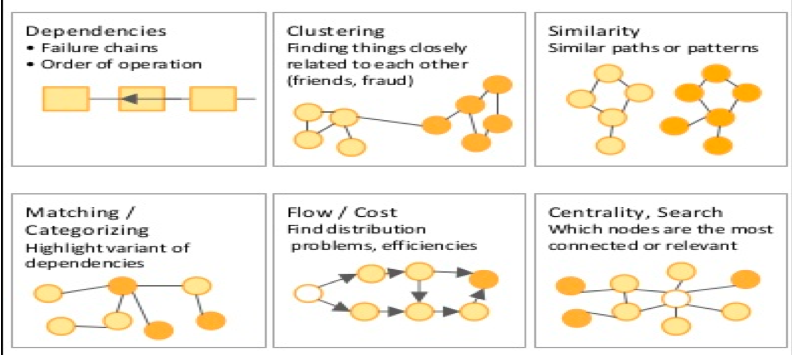 Dependencies
• Failure chains
• Order of operation
Clustering
Finding things closely
related to each other
(friends, fraud)
Similarity
Similar paths or patterns
Matching /
Categorizing
Highlight variant of
dependencies
Flow / Cost
Find distribution
problems, efficiencies
Centrality, Search
Which nodes are the most
connected or relevant